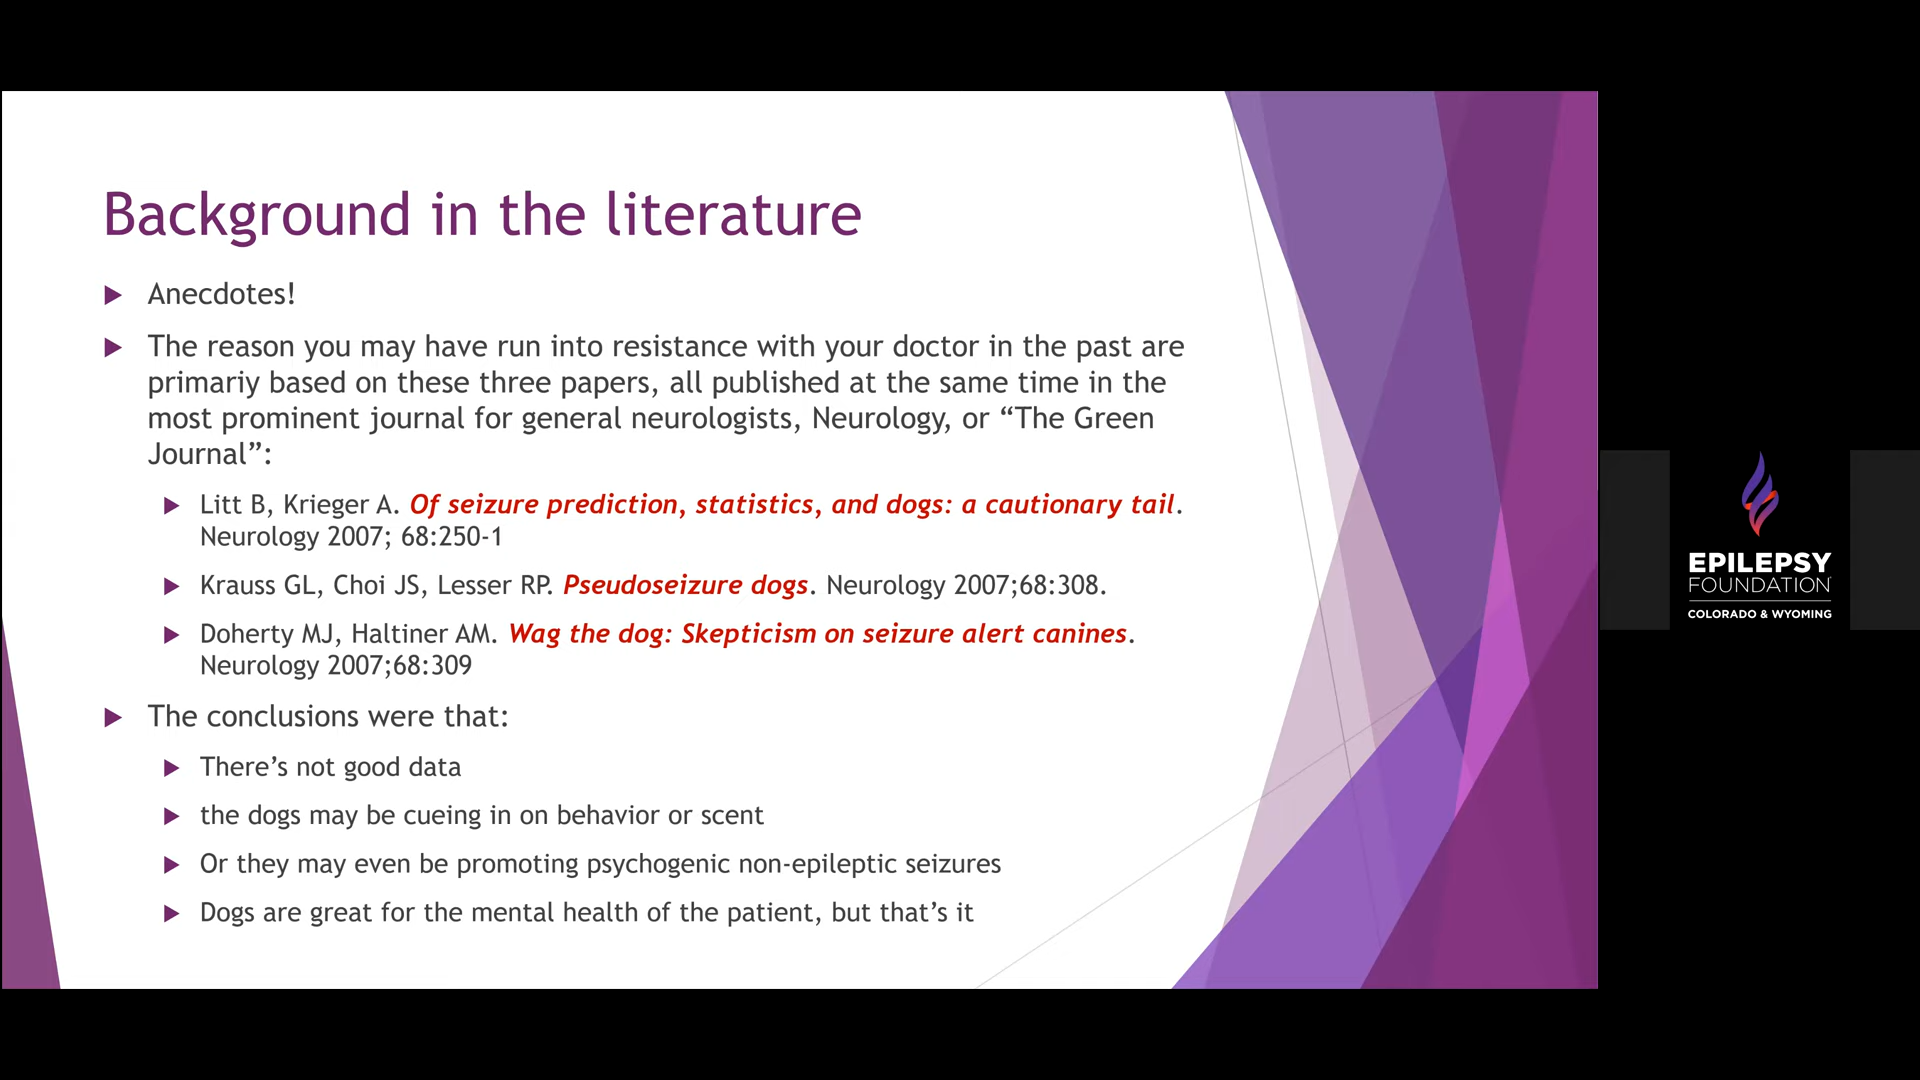 Background in the literature
Anecdotes!
The reason you may have run into resistance with your doctor in the past are
primariy based on these three papers, all published at the same time in the
most prominent journal for general neurologists, Neurology, or “The Green
Journal”:
Litt B, Krieger A. Of seizure prediction, statistics, and dogs: a cautionary tail.
Neurology 2007; 68:250-1
Krauss GL, Choi JS, Lesser RP. Pseudoseizure dogs. Neurology 2007;68:308.
Doherty MJ, Haltiner AM. Wag the dog: Skepticism on seizure alert canines.
Neurology 2007;68:309
The conclusions were that:
There’s not good data
the dogs may be cueing in on behavior or scent
Or they may even be promoting psychogenic non-epileptic seizures
Dogs are great for the mental health of the patient, but that’s it
EPILEPSY
FOUNDATION
COLORADO & WYOMING